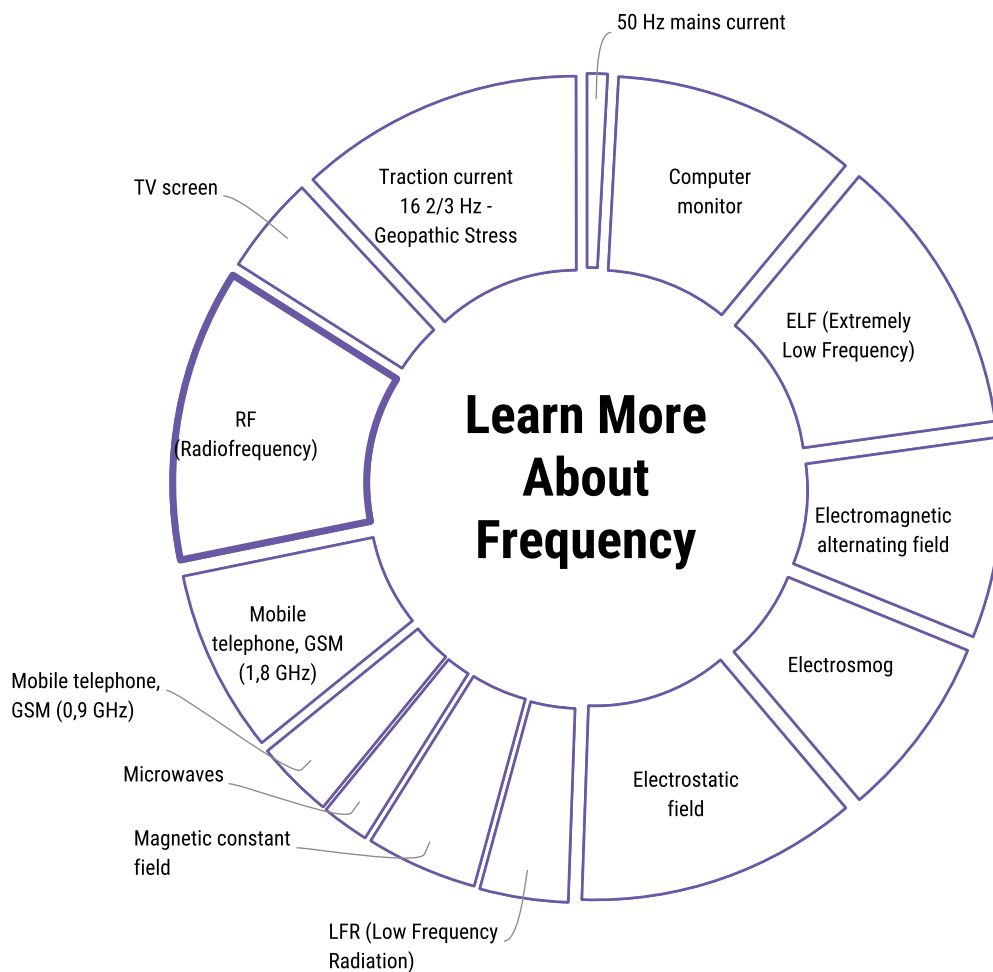 50 Hz mains current
Computer
monitor
ELF (Extremely
Low Frequency)
Electromagnetic
alternating field
Electrosmog
Electrostatic
field
LFR (Low Frequency
Radiation)
Magnetic constant
field
Microwaves
Mobile telephone,
GSM (0,9 GHz)
Mobile
telephone, GSM
(1,8 GHz)
RF
(Radiofrequency)
TV screen
Traction current
16 2/3 Hz -
Geopathic Stress
Learn More
About
Frequency